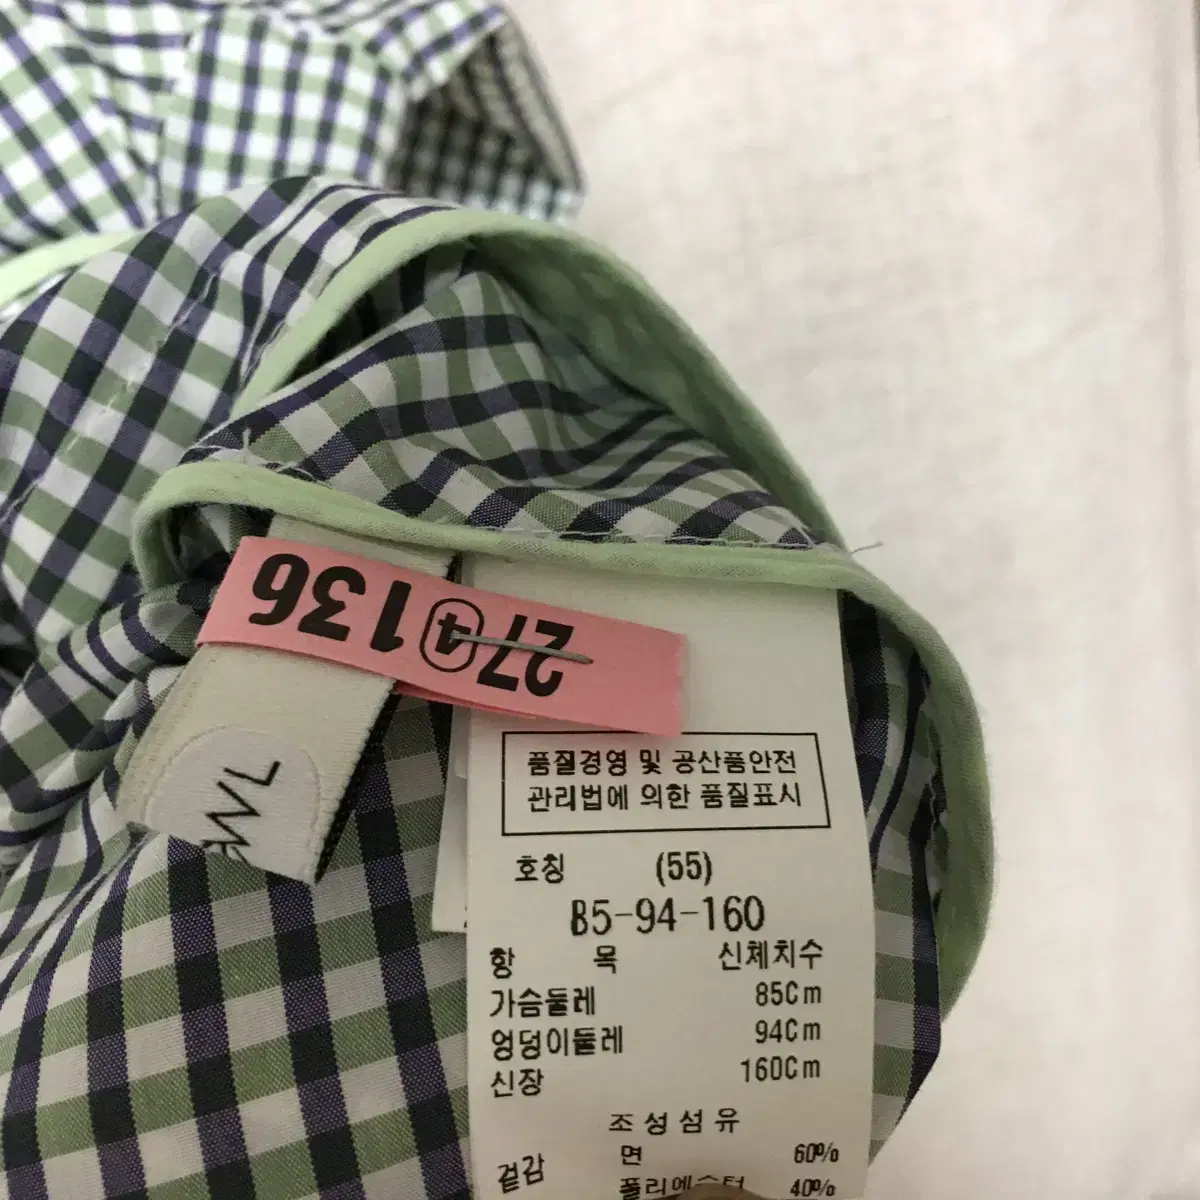 274136
품질경영 및 공산품안전
관리법에 의한 품질표시
호칭 (55)
85-94-160
항 목 신체치수
가슴둘레 85Cm
엉덩이둘레 94Cm
신장 160Cm
조성섬유
겉감 면 60%
폴리에스터 40%